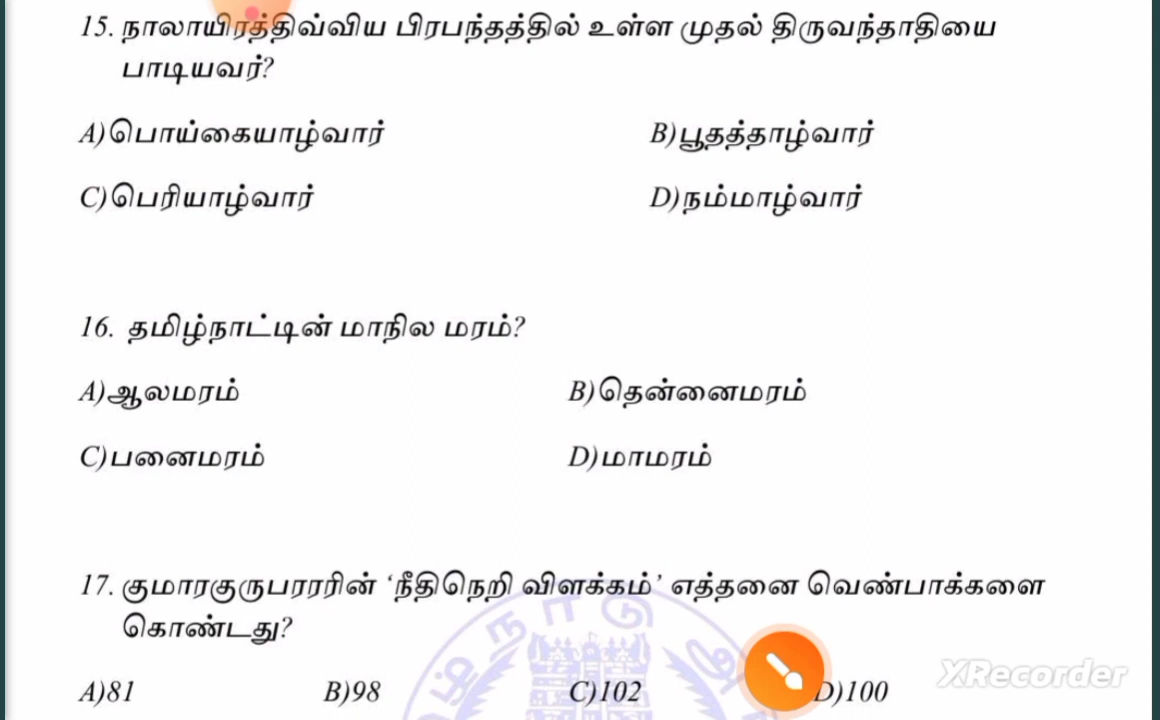 15. நாலாயிரத்திவ்விய பிரபந்தத்தில் உள்ள முதல் திருவந்தாதியை
பாடியவர்?
A)பொய்கையாழ்வார் B)பூதத்தாழ்வார்
C)பெரியாழ்வார் D)நம்மாழ்வார்
16. தமிழ்நாட்டின் மாநில மரம்?
A)ஆலமரம் B)தென்னைமரம்
C)பனைமரம் D)மாமரம்
17. குமாரகுருபரரரின் ‘நீதிநெறி விளக்கம்’ எத்தனை வெண்பாக்களை
கொண்டது?
A)81 B)98 C)102 D)100
XRecorder